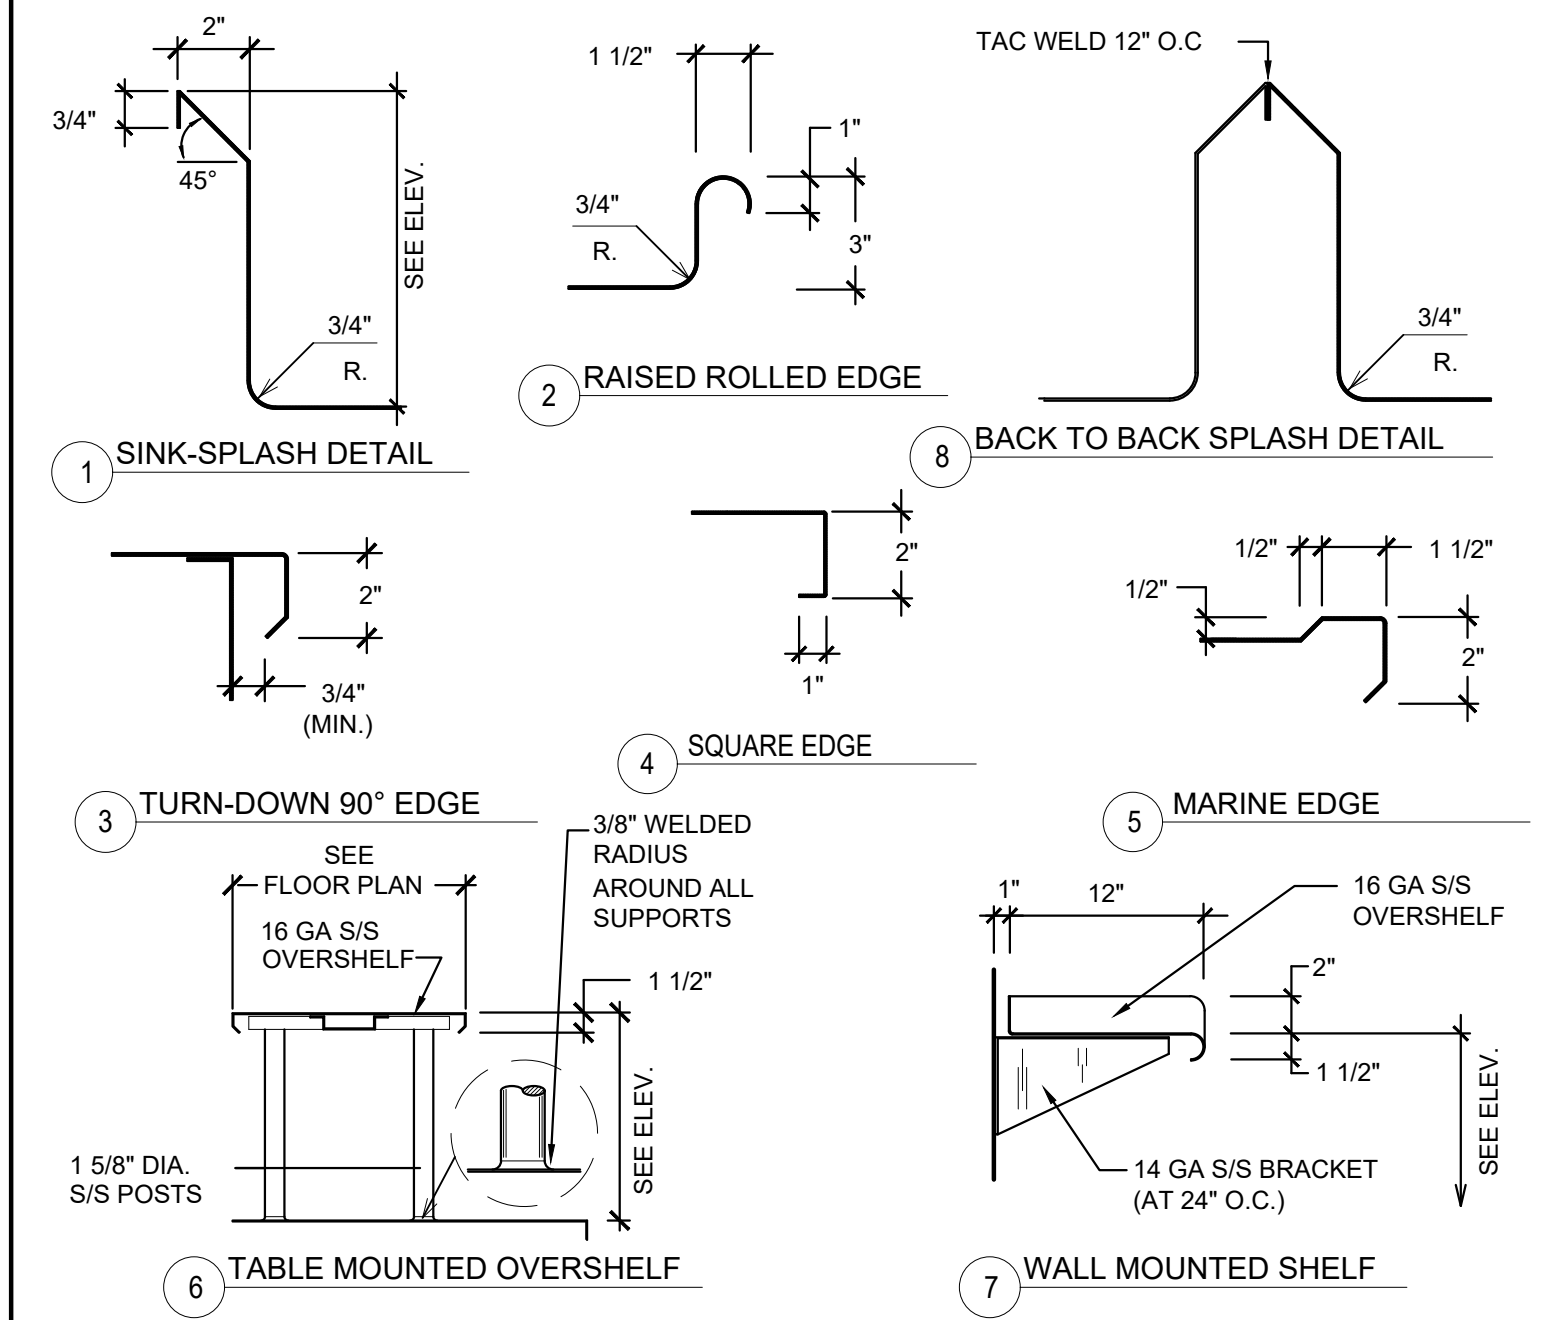 2"
3/4"
45°
SEE ELEV.
3/4"
R.
1 SINK-SPLASH DETAIL
1 1/2"
1"
3/4"
R.
3"
2 RAISED ROLLED EDGE
TAC WELD 12" O.C
3/4"
R.
8 BACK TO BACK SPLASH DETAIL
2"
3/4"
(MIN.)
3 TURN-DOWN 90° EDGE
2"
1"
4 SQUARE EDGE
1/2"
1 1/2"
1/2"
2"
5 MARINE EDGE
SEE
FLOOR PLAN
16 GA S/S
OVERSHELF
3/8" WELDED
RADIUS
AROUND ALL
SUPPORTS
1 1/2"
SEE ELEV.
1 5/8" DIA.
S/S POSTS
6 TABLE MOUNTED OVERSHELF
1"
12"
16 GA S/S
OVERSHELF
2"
1 1/2"
SEE ELEV.
14 GA S/S BRACKET
(AT 24" O.C.)
7 WALL MOUNTED SHELF